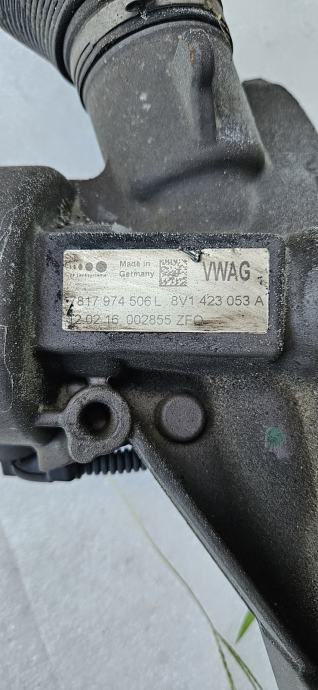 Made in
Germany
VWAG
7817 974 506 L 8V1 423 053 A
12.02.16 002855 ZFO